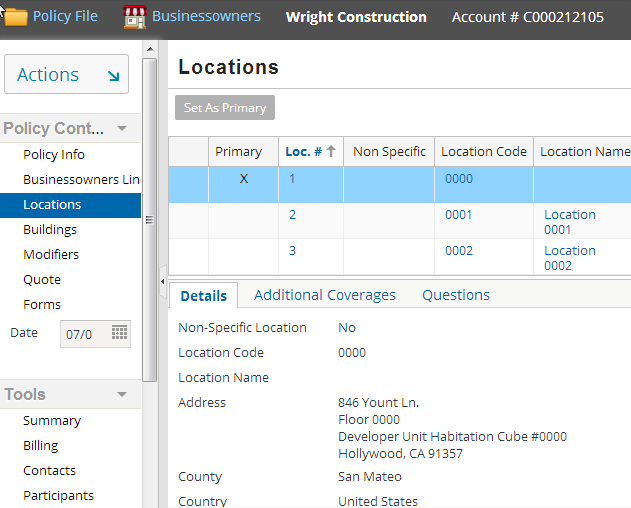 Policy File Businessowners Wright Construction Account # C000212105
Actions
Policy Cont...
Policy Info
Businessowners Lin
Locations
Buildings
Modifiers
Quote
Forms
Date 07/0
Tools
Summary
Billing
Contacts
Participants
Locations
Set As Primary
Primary Loc. # Non Specific Location Code Location Name
X 1 0000
2 0001 Location
0001
3 0002 Location
0002
Details Additional Coverages Questions
Non-Specific Location No
Location Code 0000
Location Name
Address 846 Yount Ln.
Floor 0000
Developer Unit Habitation Cube #0000
Hollywood, CA 91357
County San Mateo
Country United States